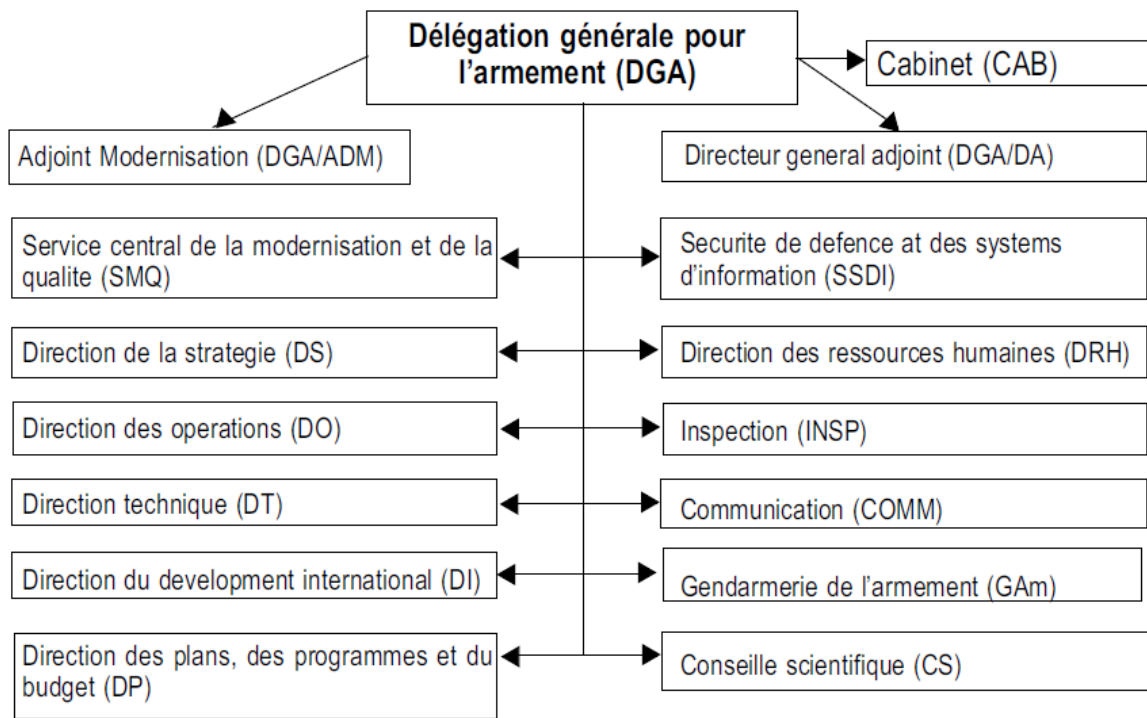 Délégation générale pour
l'armement (DGA)
Cabinet (CAB)
Adjoint Modernisation (DGA/ADM)
Directeur general adjoint (DGA/DA)
Service central de la modernisation et de la
qualite (SMQ)
Securite de defence at des systems
d'information (SSDI)
Direction de la strategie (DS)
Direction des ressources humaines (DRH)
Direction des operations (DO)
Inspection (INSP)
Direction technique (DT)
Communication (COMM)
Direction du development international (DI)
Gendarmerie de l'armement (GAm)
Direction des plans, des programmes et du
budget (DP)
Conseille scientifique (CS)